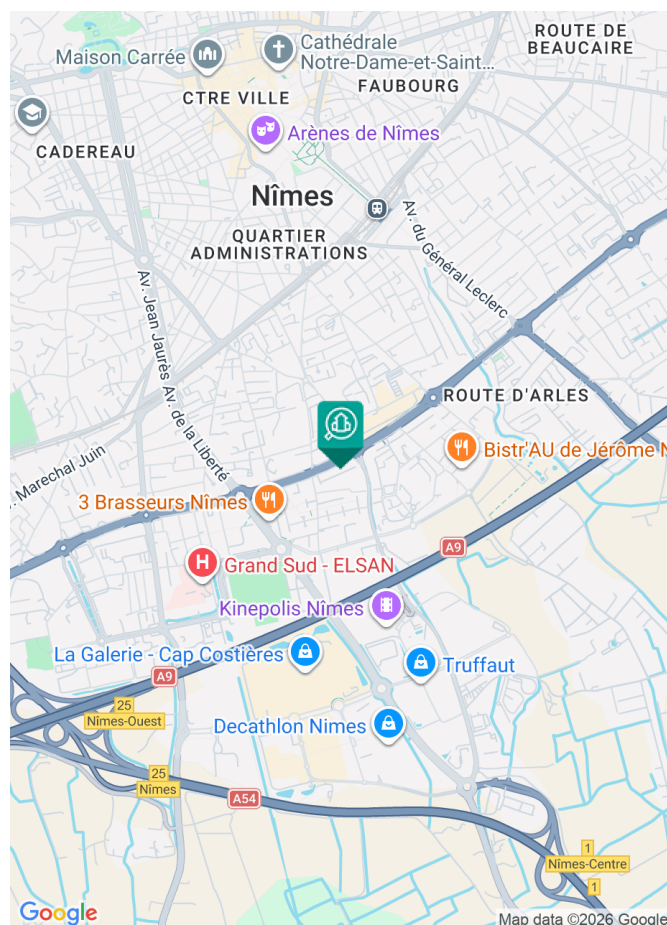 ROUTE DE
BEAUCAIRE
Maison Carrée
Cathédrale
Notre-Dame-et-Saint...
CTRE VILLE
FAUBOURG
Arènes de Nîmes
CADEREAU
Nîmes
Av. du Général Leclerc
QUARTIER
ADMINISTRATIONS
Av. Jean Jaurès
Av. de la Liberté
ROUTE D'ARLES
Marechal Juin
Bistr'AU de Jérôme N
3 Brasseurs Nîmes
A9
H
Grand Sud - ELSAN
Kinepolis Nîmes
La Galerie - Cap Costières
Truffaut
A9
25
Nîmes-Ouest
Decathlon Nimes
25
Nîmes
A54
1
Nîmes-Centre
1
Google
Map data ©2026 Google